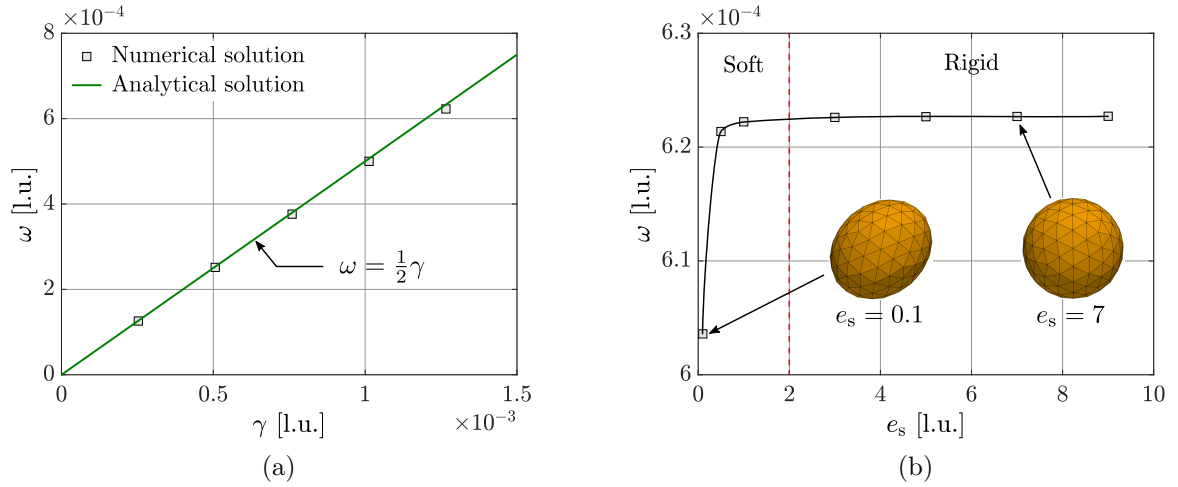 ×10⁻⁴
8
6
4
2
0
ω [l.u.]
Numerical solution
Analytical solution
ω = ½γ
0
0.5
1
1.5
×10⁻³
γ [l.u.]
(a)
×10⁻⁴
6.3
6.2
6.1
6
ω [l.u.]
Soft
Rigid
eₛ = 0.1
eₛ = 7
0
2
4
6
8
10
eₛ [l.u.]
(b)